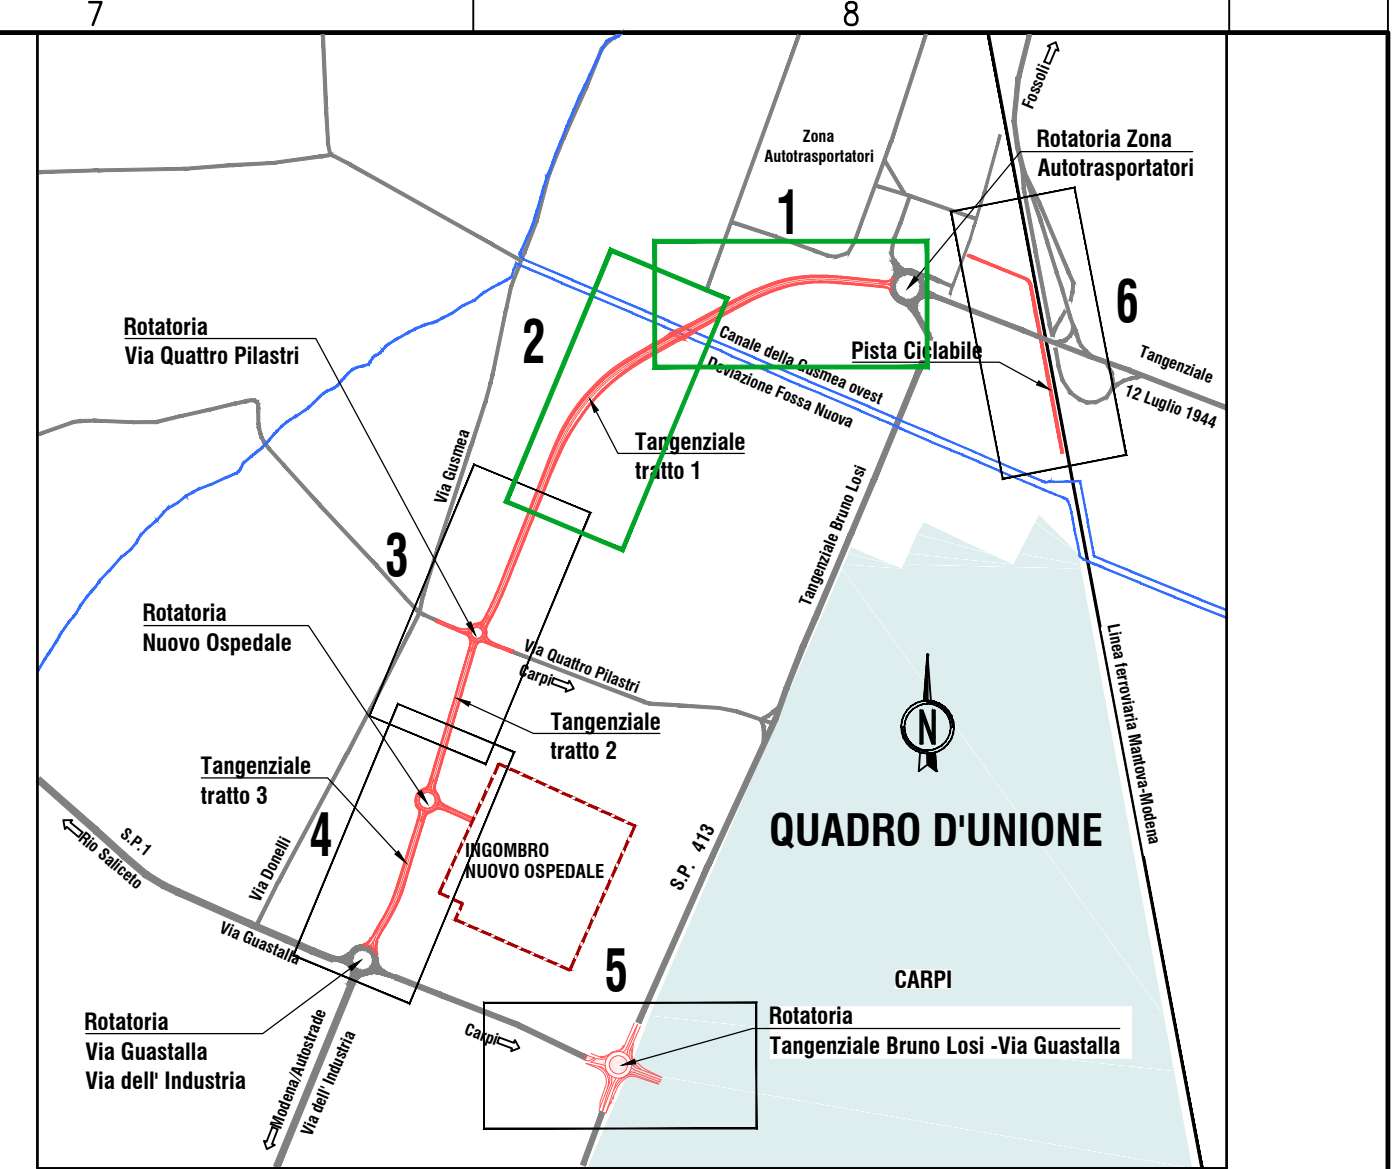 7
8
Fossoli
Zona
Autotrasportatori
Rotatoria Zona
Autotrasportatori
1
6
2
Rotatoria
Via Quattro Pilastri
Canale della Gusmea ovest
Deviazione Fossa Nuova
Pista Ciclabile
Tangenziale
12 Luglio 1944
Tangenziale
tratto 1
Via Gusmea
Tangenziale Bruno Losi
3
Rotatoria
Nuovo Ospedale
Via Quattro Pilastri
Carpi
Linea ferroviaria Mantova-Modena
N
Tangenziale
tratto 2
Tangenziale
tratto 3
QUADRO D'UNIONE
4
S.P.1
Rio Saliceto
Via Donelli
INGOMBRO
NUOVO OSPEDALE
S.P. 413
Via Guastalla
5
CARPI
Rotatoria
Via Guastalla
Via dell' Industria
Modena/Autostrade
Via dell' Industria
Carpi
Rotatoria
Tangenziale Bruno Losi -Via Guastalla